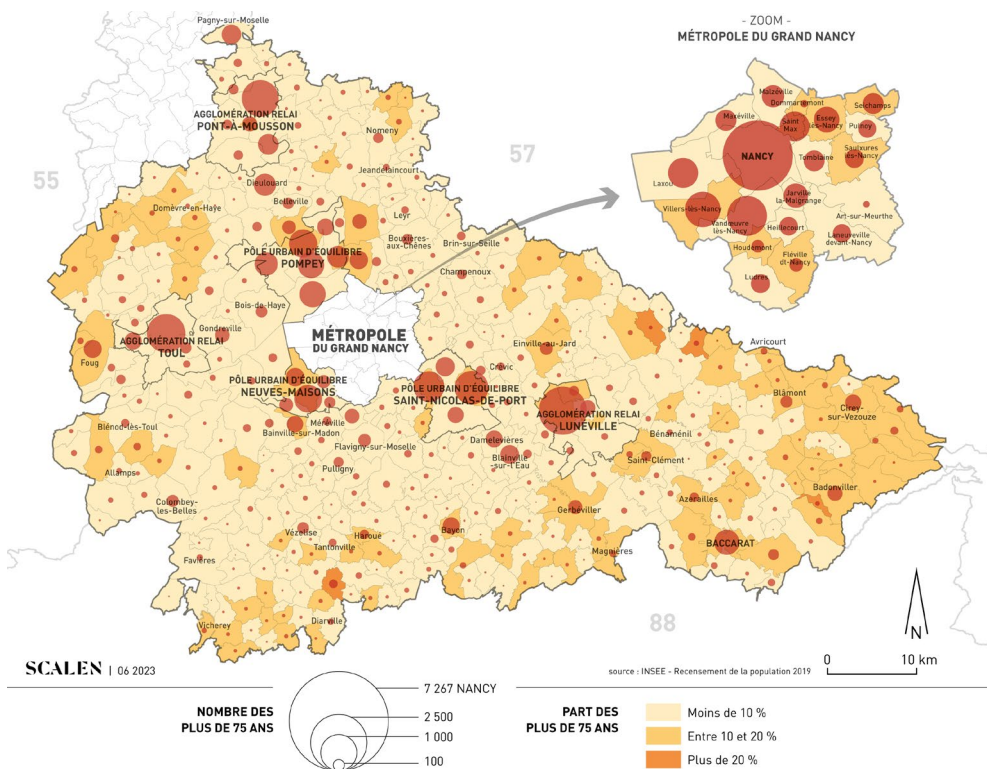 Pagny-sur-Moselle
AGGLOMÉRATION RELAI
PONT-À-MOUSSON
Nomeny
Jeandelaincourt
Dieulouard
Belleville
Domèvre-en-Haye
Leyr
Bouxières-
aux-Chênes
Brin-sur-Seille
PÔLE URBAIN D'ÉQUILIBRE
POMPEY
Champenoux
Bois-de-Haye
Gondreville
AGGLOMÉRATION RELAI
TOUL
Foug
MÉTROPOLE
DU GRAND NANCY
Einville-au-Jard
Crévic
Avricourt
PÔLE URBAIN D'ÉQUILIBRE
NEUVES-MAISONS
PÔLE URBAIN D'ÉQUILIBRE
SAINT-NICOLAS-DE-PORT
AGGLOMÉRATION RELAI
LUNÉVILLE
Blâmont
Cirey-
sur-Vezouze
Blénod-lès-Toul
Méréville
Bainville-sur-Madon
Flavigny-sur-Moselle
Damelevières
Blainville
-sur-l'Eau
Bénaménil
Saint-Clément
Allamps
Pulligny
Badonviller
Colombey-
les-Belles
Gerbéviller
Azerailles
Vézelise
Tantonville
Haroué
Bayon
Magnières
BACCARAT
Favières
Vicherey
Diarville
55
57
88
- ZOOM -
MÉTROPOLE DU GRAND NANCY
Malzéville
Dommartemont
Seichamps
Maxéville
Saint
Max
Essey
lès-Nancy
Pulnoy
NANCY
Tomblaine
Saulxures
lès-Nancy
Laxou
Jarville
la-Malgrange
Villers-lès-Nancy
Vandœuvre
lès-Nancy
Heillecourt
Art-sur-Meurthe
Laneuveville
devant-Nancy
Houdemont
Fléville
dt-Nancy
Ludres
N
0
10 km
SCALEN | 06 2023
source : INSEE - Recensement de la population 2019
NOMBRE DES
PLUS DE 75 ANS
7 267 NANCY
2 500
1 000
100
PART DES
PLUS DE 75 ANS
Moins de 10 %
Entre 10 et 20 %
Plus de 20 %